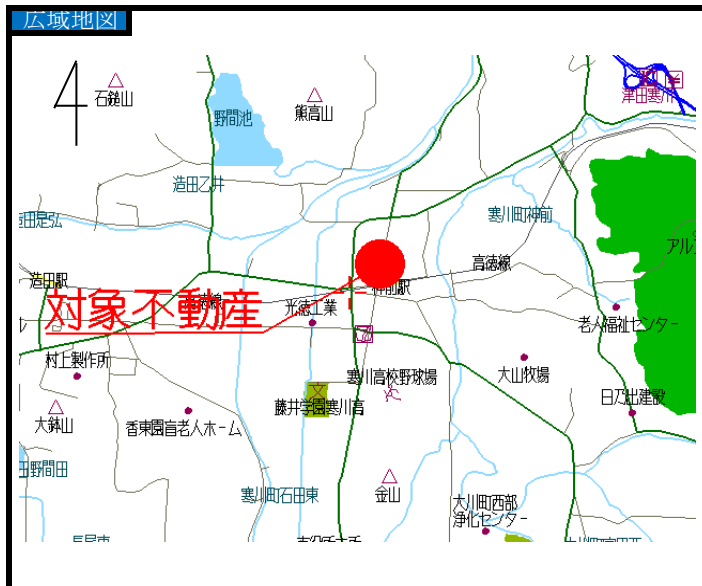 広域地図
石鎚山
熊高山
津田寒川
野間池
造田乙井
寒川町神前
造田是弘
高徳線
造田駅
神前駅
高徳線
対象不動産
光徳工業
老人福祉センター
村上製作所
寒川高校野球場
大山牧場
日乃出建設
大鉢山
藤井学園寒川高
香東園盲老人ホーム
田野間田
寒川町石田東
金山
大川町西部
浄化センター